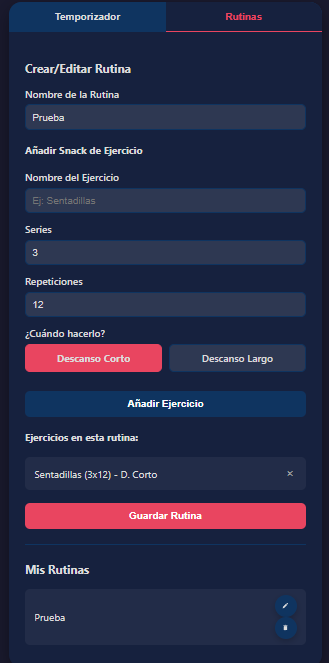 Temporizador
Rutinas
Crear/Editar Rutina
Nombre de la Rutina
Prueba
Añadir Snack de Ejercicio
Nombre del Ejercicio
Ej: Sentadillas
Series
3
Repeticiones
12
¿Cuándo hacerlo?
Descanso Corto
Descanso Largo
Añadir Ejercicio
Ejercicios en esta rutina:
Sentadillas (3x12) - D. Corto
Guardar Rutina
Mis Rutinas
Prueba